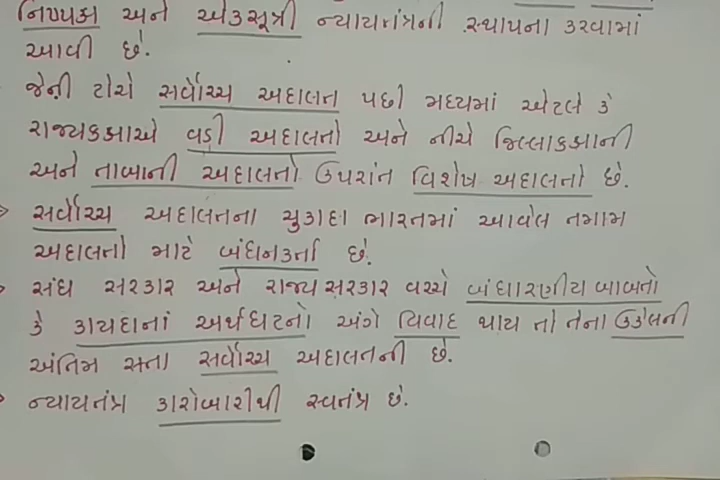 નિષ્પક્ષ અને એકસૂત્રી ન્યાયતંત્રની સ્થાપના કરવામાં
આવી છે.
જેની ટોચે સર્વોચ્ચ અદાલત પછી મધ્યમાં એટલે કે
રાજ્યકક્ષાએ વડી અદાલતો અને નીચે જિલ્લાકક્ષાની
અને તાબાની અદાલતો ઉપરાંત વિશેષ અદાલતો છે.
સર્વોચ્ચ અદાલતના ચુકાદા ભારતમાં આવેલ તમામ
અદાલતો માટે બંધનકર્તા છે.
સંઘ સરકાર અને રાજ્ય સરકાર વચ્ચે બંધારણીય બાબતો
કે કાયદાનાં અર્થઘટનો અંગે વિવાદ થાય તો તેના ઉકેલની
અંતિમ સત્તા સર્વોચ્ચ અદાલતની છે.
ન્યાયતંત્ર કારોબારીથી સ્વતંત્ર છે.